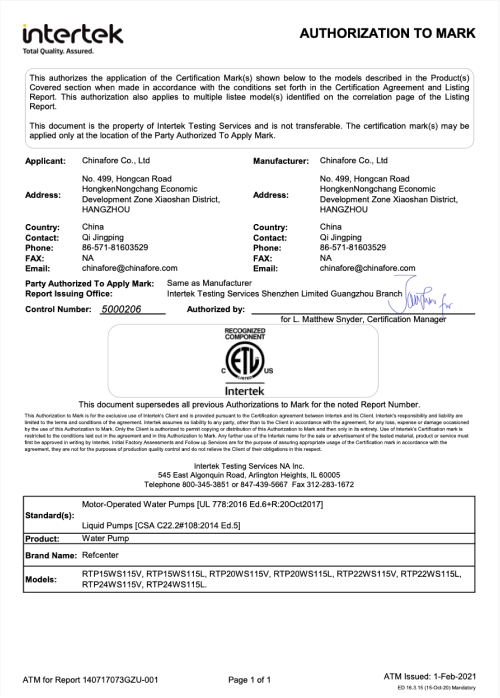 intertek
Total Quality. Assured.
AUTHORIZATION TO MARK
This authorizes the application of the Certification Mark(s) shown below to the models described in the Product(s)
Covered section when made in accordance with the conditions set forth in the Certification Agreement and Listing
Report. This authorization also applies to multiple listee model(s) identified on the correlation page of the Listing
Report.
This document is the property of Intertek Testing Services and is not transferable. The certification mark(s) may be
applied only at the location of the Party Authorized To Apply Mark.
Applicant: Chinafore Co., Ltd Manufacturer: Chinafore Co., Ltd
Address: No. 499, Hongcan Road Address: No. 499, Hongcan Road
HongkenNongchang Economic HongkenNongchang Economic
Development Zone Xiaoshan District, Development Zone Xiaoshan District,
HANGZHOU HANGZHOU
Country: China Country: China
Contact: Qi Jingping Contact: Qi Jingping
Phone: 86-571-81603529 Phone: 86-571-81603529
FAX: NA FAX: NA
Email: chinafore@chinafore.com Email: chinafore@chinafore.com
Party Authorized To Apply Mark: Same as Manufacturer
Report Issuing Office: Intertek Testing Services Shenzhen Limited Guangzhou Branch
Control Number: 5000206 Authorized by: for
for L. Matthew Snyder, Certification Manager
RECOGNIZED
COMPONENT
C ETL US
Intertek
This document supersedes all previous Authorizations to Mark for the noted Report Number.
This Authorization to Mark is for the exclusive use of Intertek's Client and is provided pursuant to the Certification agreement between Intertek and its Client. Intertek's responsibility and liability are
limited to the terms and conditions of the agreement. Intertek assumes no liability to any party, other than to the Client in accordance with the agreement, for any loss, expense or damage occasioned
by the use of this Authorization to Mark. Only the Client is authorized to permit copying or distribution of this Authorization to Mark and then only in its entirety. Use of Intertek's Certification mark is
restricted to the conditions laid out in the agreement and in this Authorization to Mark. Any further use of the Intertek name for the sale or advertisement of the tested material, product or service must
first be approved in writing by Intertek. Initial Factory Assessments and Follow up Services are for the purpose of assuring appropriate usage of the Certification mark in accordance with the
agreement, they are not for the purposes of production quality control and do not relieve the Client of their obligations in this respect.
Intertek Testing Services NA Inc.
545 East Algonquin Road, Arlington Heights, IL 60005
Telephone 800-345-3851 or 847-439-5667 Fax 312-283-1672
Standard(s): Motor-Operated Water Pumps [UL 778:2016 Ed.6+R:20Oct2017]
Liquid Pumps [CSA C22.2#108:2014 Ed.5]
Product: Water Pump
Brand Name: Refcenter
Models: RTP15WS115V, RTP15WS115L, RTP20WS115V, RTP20WS115L, RTP22WS115V, RTP22WS115L,
RTP24WS115V, RTP24WS115L.
ATM for Report 140717073GZU-001 Page 1 of 1 ATM Issued: 1-Feb-2021
ED 16.3.15 (15-Oct-20) Mandatory